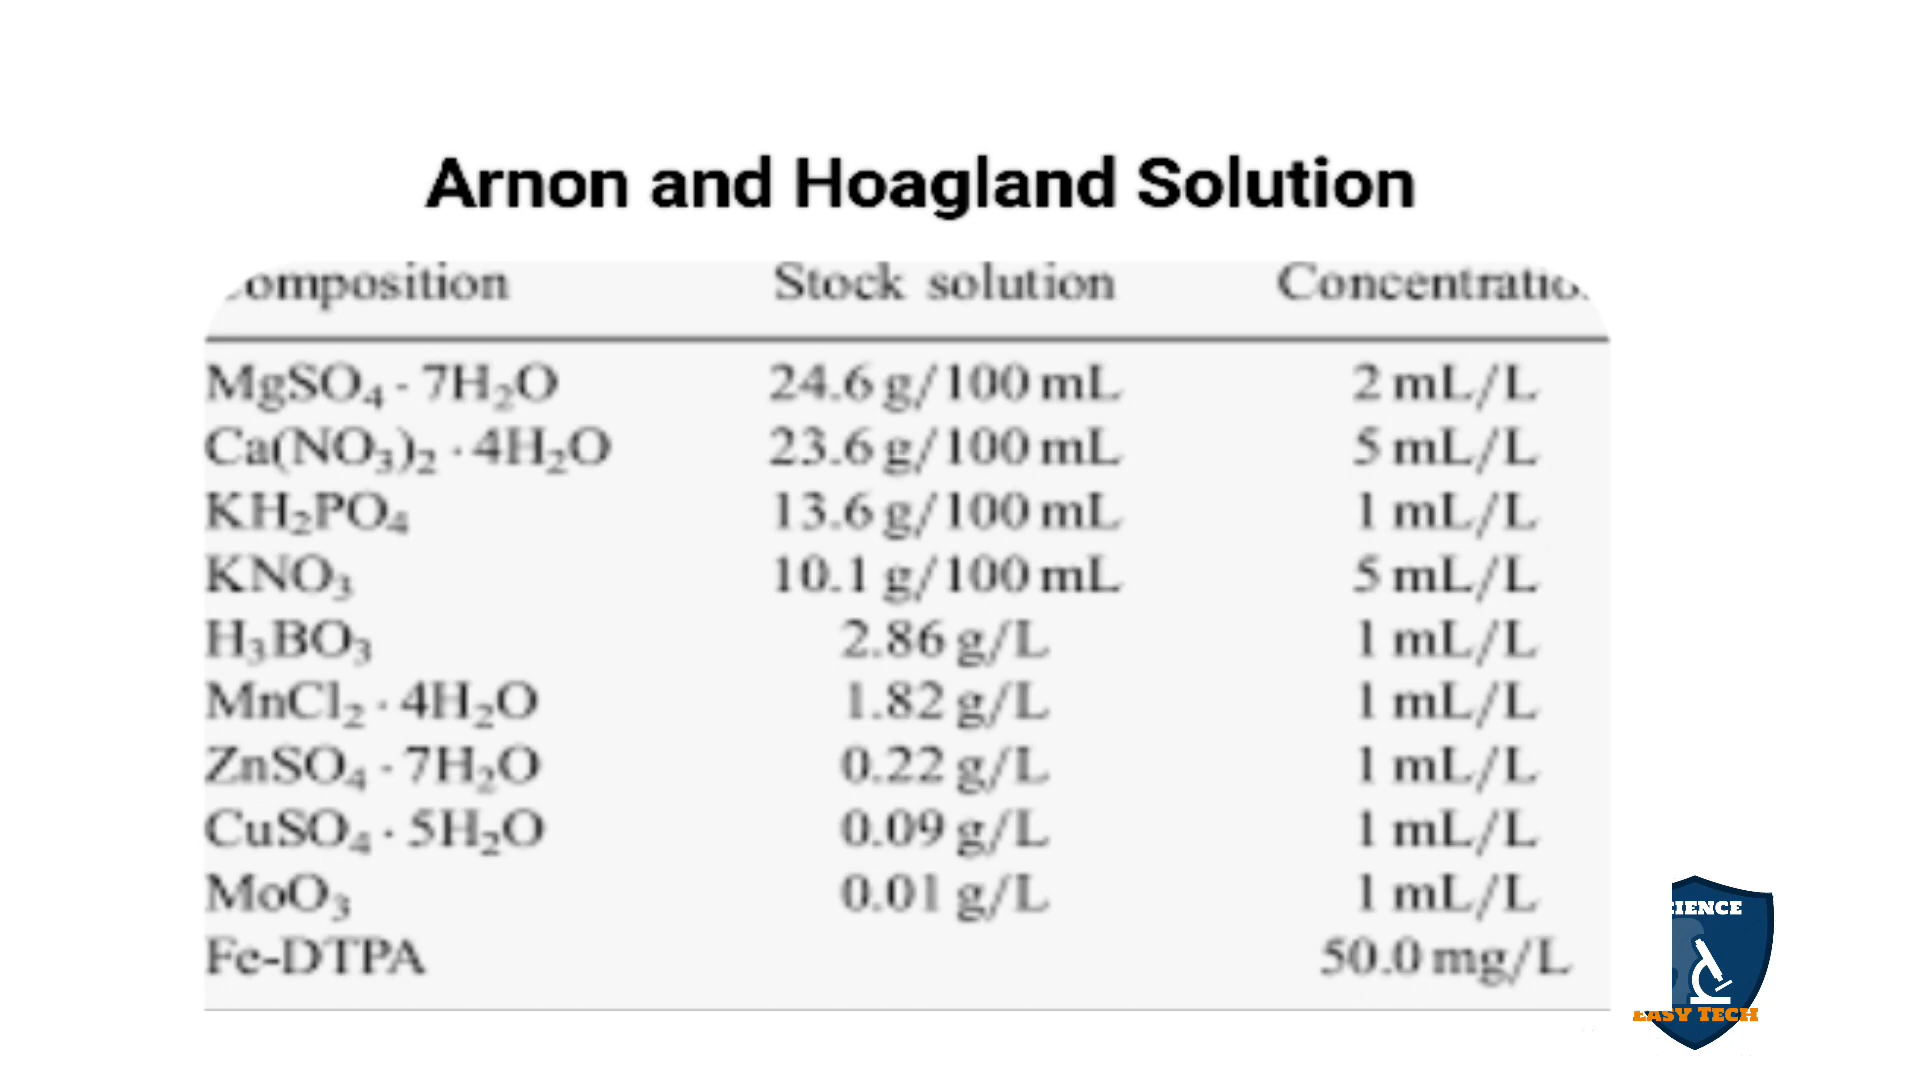 Arnon and Hoagland Solution
omposition Stock solution Concentratio
MgSO₄ · 7H₂O 24.6 g/100 mL 2 mL/L
Ca(NO₃)₂ · 4H₂O 23.6 g/100 mL 5 mL/L
KH₂PO₄ 13.6 g/100 mL 1 mL/L
KNO₃ 10.1 g/100 mL 5 mL/L
H₃BO₃ 2.86 g/L 1 mL/L
MnCl₂ · 4H₂O 1.82 g/L 1 mL/L
ZnSO₄ · 7H₂O 0.22 g/L 1 mL/L
CuSO₄ · 5H₂O 0.09 g/L 1 mL/L
MoO₃ 0.01 g/L 1 mL/L
Fe-DTPA 50.0 mg/L
CIENCE
EASY TECH